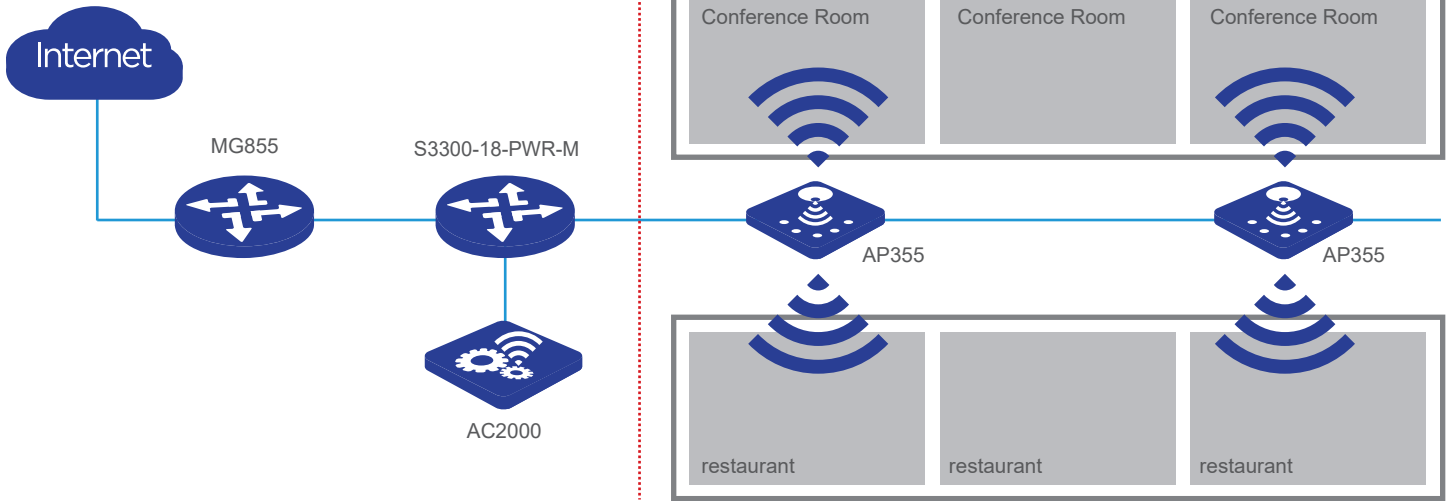 Internet
MG855
S3300-18-PWR-M
AC2000
Conference Room
Conference Room
Conference Room
AP355
AP355
restaurant
restaurant
restaurant